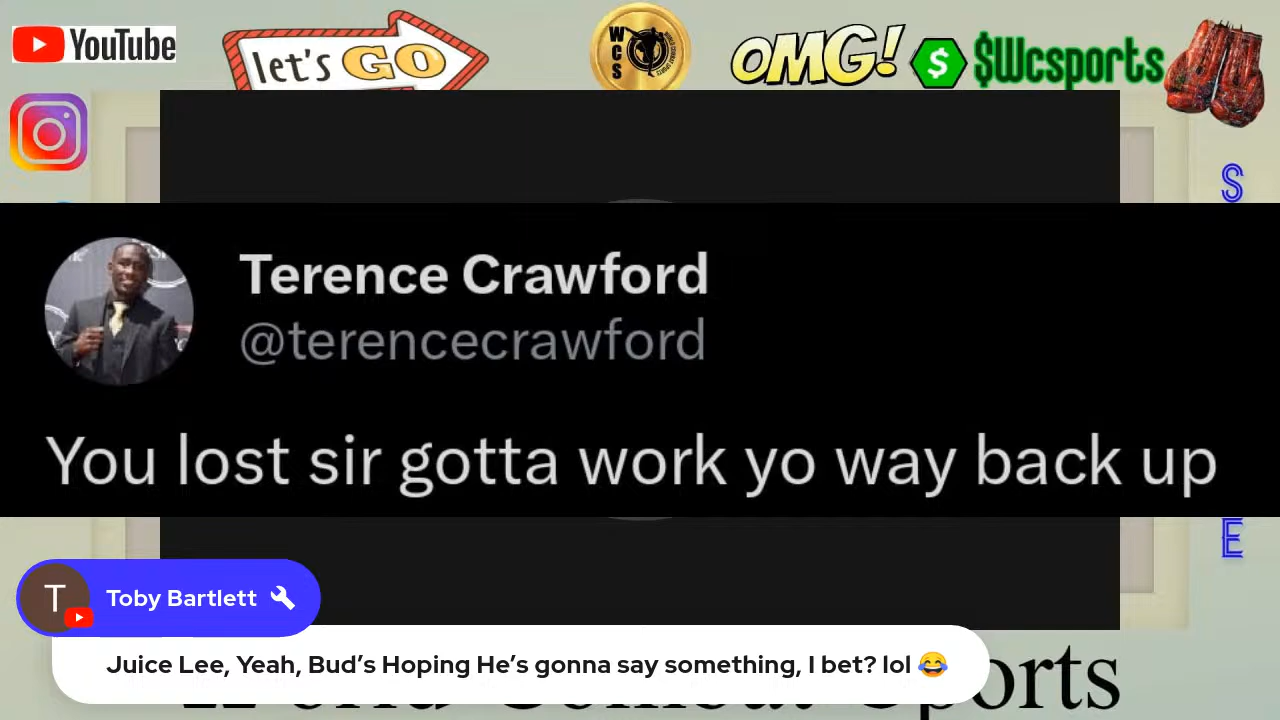 YouTube
let's GO
WCS
OMG!
$
$Wcsports
S
Terence Crawford
@terencecrawford
You lost sir gotta work yo way back up
E
T
Toby Bartlett
Juice Lee, Yeah, Bud’s Hoping He’s gonna say something, I bet? lol 😂